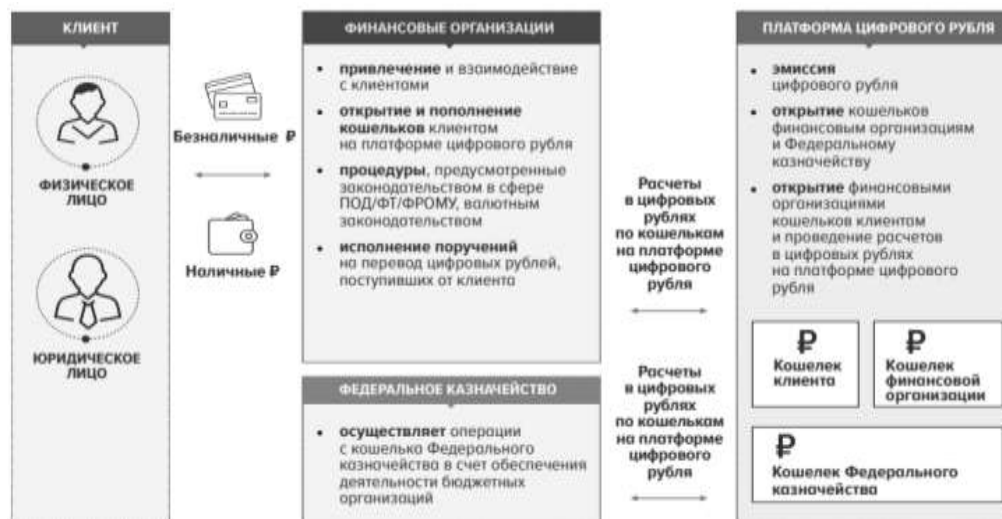 КЛИЕНТ
ФИЗИЧЕСКОЕ
ЛИЦО
ЮРИДИЧЕСКОЕ
ЛИЦО
Безналичные ₽
Наличные ₽
ФИНАНСОВЫЕ ОРГАНИЗАЦИИ
• привлечение и взаимодействие
с клиентами
• открытие и пополнение
кошельков клиентам
на платформе цифрового рубля
• процедуры, предусмотренные
законодательством в сфере
ПОД/ФТ/ФРОМУ, валютным
законодательством
• исполнение поручений
на перевод цифровых рублей,
поступивших от клиента
ФЕДЕРАЛЬНОЕ КАЗНАЧЕЙСТВО
• осуществляет операции
с кошелька Федерального
казначейства в счет обеспечения
деятельности бюджетных
организаций
Расчеты
в цифровых
рублях
по кошелькам
на платформе
цифрового
рубля
Расчеты
в цифровых
рублях
по кошелькам
на платформе
цифрового
рубля
ПЛАТФОРМА ЦИФРОВОГО РУБЛЯ
• эмиссия
цифрового рубля
• открытие кошельков
финансовым организациям
и Федеральному
казначейству
• открытие финансовыми
организациями
кошельков клиентам
и проведение расчетов
в цифровых рублях
на платформе цифрового
рубля
₽
Кошелек
клиента
₽
Кошелек
финансовой
организации
₽
Кошелек Федерального
казначейства